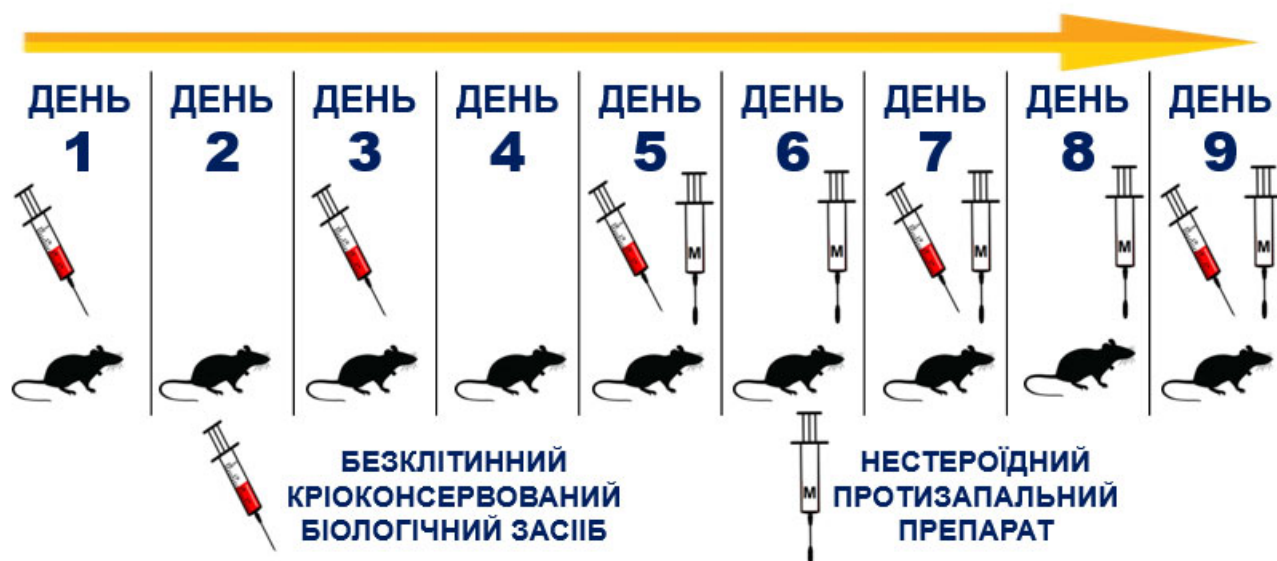 ДЕНЬ ДЕНЬ ДЕНЬ ДЕНЬ ДЕНЬ ДЕНЬ ДЕНЬ ДЕНЬ ДЕНЬ
1 2 3 4 5 6 7 8 9
М М М М М
БЕЗКЛІТИННИЙ
КРІОКОНСЕРВОВАНИЙ
БІОЛОГІЧНИЙ ЗАСІІБ
М
НЕСТЕРОЇДНИЙ
ПРОТИЗАПАЛЬНИЙ
ПРЕПАРАТ